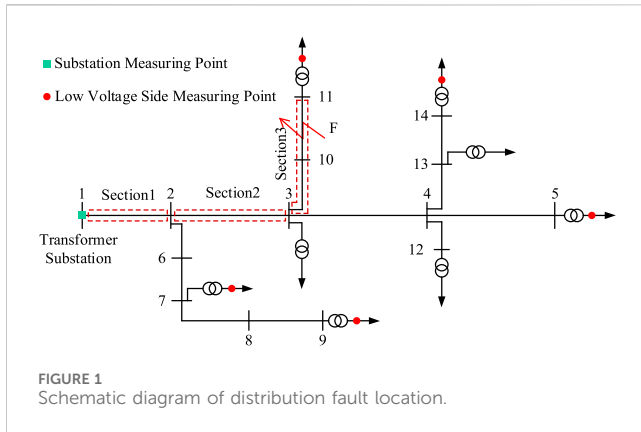 Substation Measuring Point
Low Voltage Side Measuring Point
11
F
Section3
10
14
13
1
Section1
2
Section2
3
4
5
Transformer
Substation
6
12
7
8
9
FIGURE 1
Schematic diagram of distribution fault location.